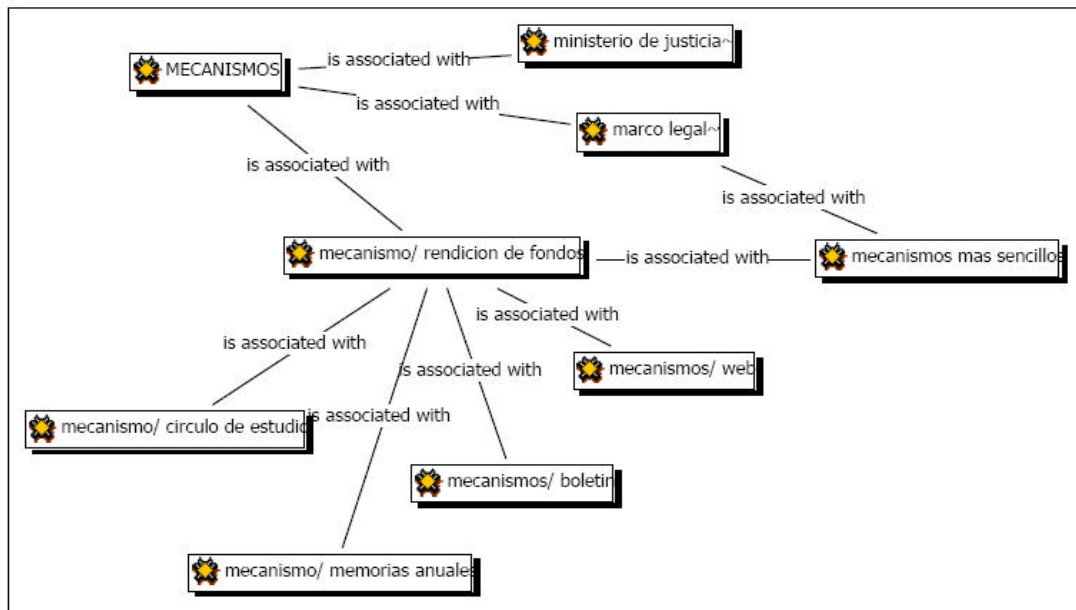 ministerio de justicia~
is associated with
MECANISMOS
is associated with
marco legal~
is associated with
is associated with
mecanismo/ rendicion de fondos
is associated with
mecanismos mas sencillos
is associated with
is associated with
mecanismos/ web
is associated with
is associated with
mecanismo/ circulo de estudio
mecanismos/ boletin
mecanismo/ memorias anuales